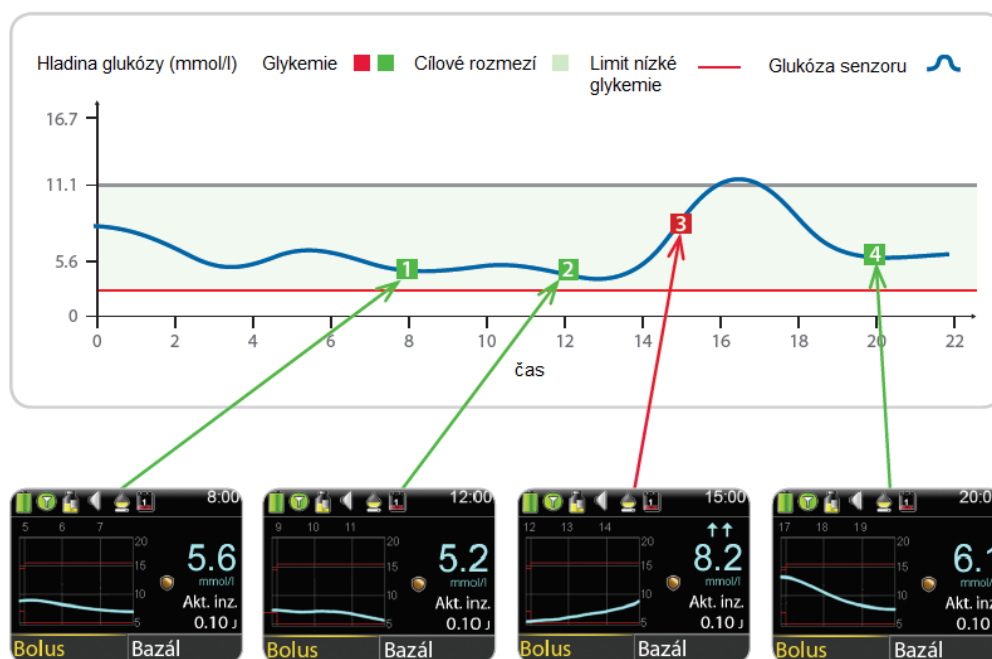 Hladina glukózy (mmol/l) Glykemie Cílové rozmezí Limit nízké glykemie Glukóza senzoru
16.7
11.1
5.6
0
1 2 3 4
0 2 4 6 8 10 12 14 16 18 20 22
čas
8:00
5 6 7
20
15
10
5
5.6
mmol/l
Akt. inz.
0.10 J
Bolus Bazál
12:00
9 10 11
20
15
10
5
5.2
mmol/l
Akt. inz.
0.10 J
Bolus Bazál
15:00
12 13 14
20
15
10
5
8.2
mmol/l
Akt. inz.
0.10 J
Bolus Bazál
20:0
17 18 19
20
15
10
5
6.1
mmol/l
Akt. inz.
0.10 J
Bolus Bazál